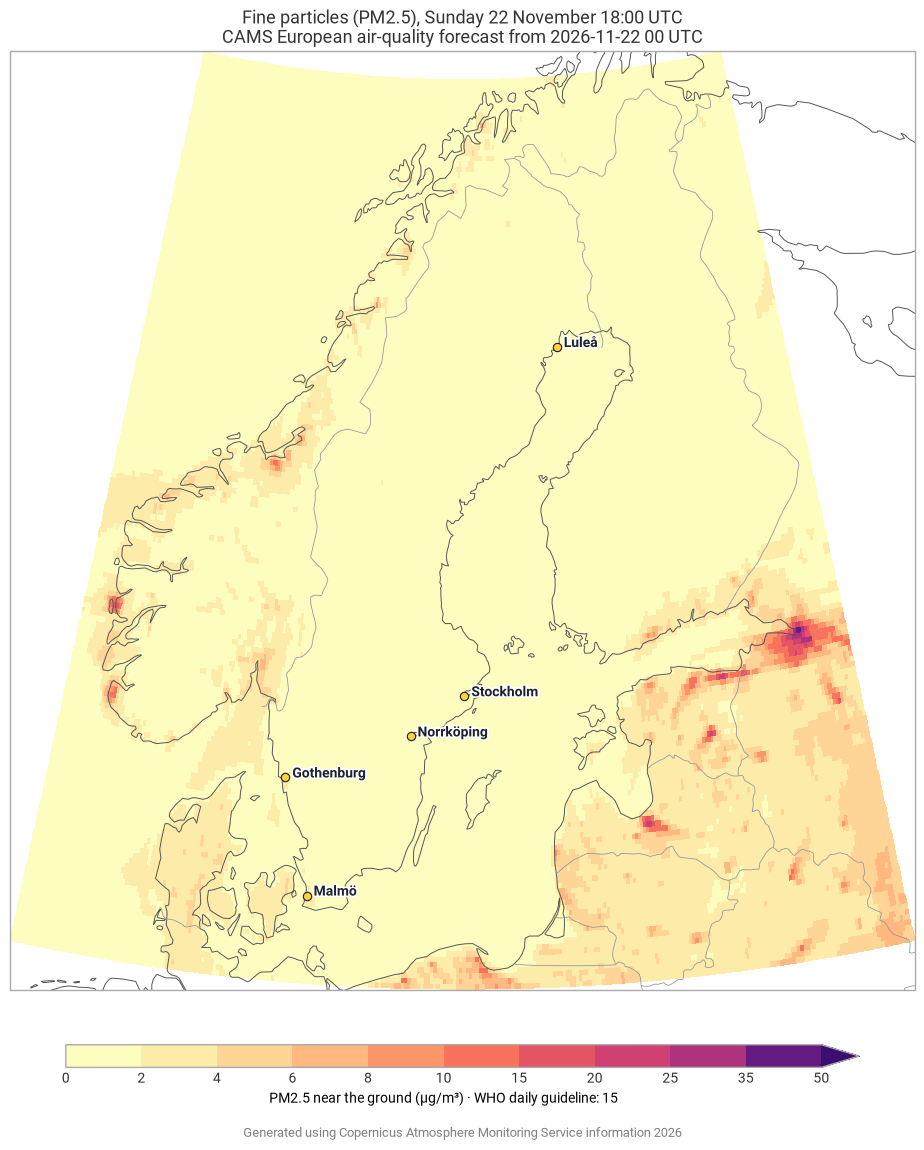 Fine particles (PM2.5), Sunday 22 November 18:00 UTC
CAMS European air-quality forecast from 2026-11-22 00 UTC
Luleå
Stockholm
Norrköping
Gothenburg
Malmö
0 2 4 6 8 10 15 20 25 35 50
PM2.5 near the ground (µg/m³) · WHO daily guideline: 15
Generated using Copernicus Atmosphere Monitoring Service information 2026